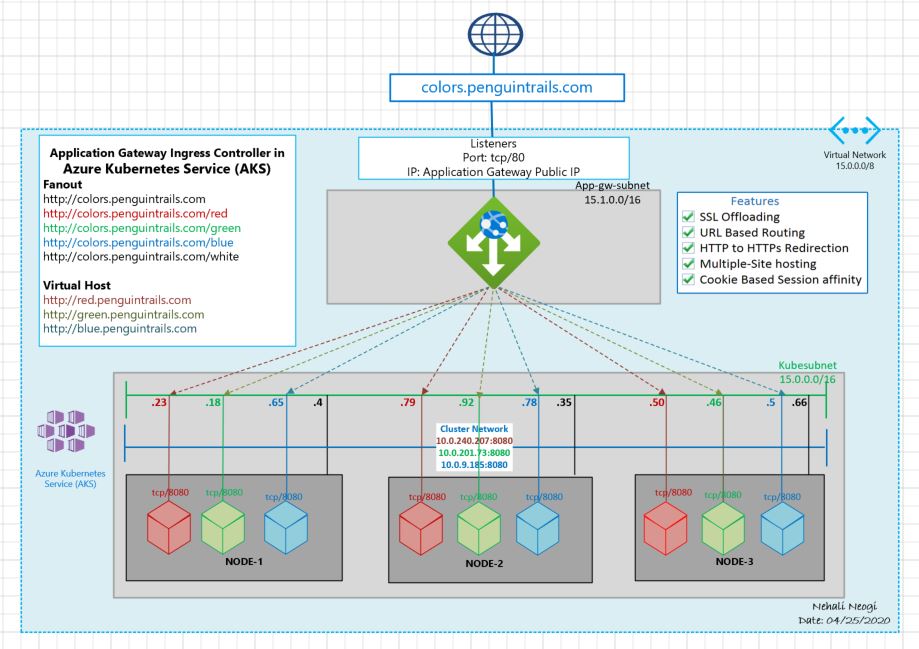 colors.penguintrails.com
Virtual Network
15.0.0.0/8
Application Gateway Ingress Controller in
Azure Kubernetes Service (AKS)
Fanout
http://colors.penguintrails.com
http://colors.penguintrails.com/red
http://colors.penguintrails.com/green
http://colors.penguintrails.com/blue
http://colors.penguintrails.com/white
Virtual Host
http://red.penguintrails.com
http://green.penguintrails.com
http://blue.penguintrails.com
Listeners
Port: tcp/80
IP: Application Gateway Public IP
App-gw-subnet
15.1.0.0/16
Features
SSL Offloading
URL Based Routing
HTTP to HTTPs Redirection
Multiple-Site hosting
Cookie Based Session affinity
Kubesubnet
15.0.0.0/16
.23 .18 .65 .4 .79 .92 .78 .35 .50 .46 .5 .66
Cluster Network
10.0.240.207:8080
10.0.201.73:8080
10.0.9.185:8080
Azure Kubernetes
Service (AKS)
tcp/8080 tcp/8080 tcp/8080 tcp/8080 tcp/8080 tcp/8080 tcp/8080 tcp/8080 tcp/8080
NODE-1 NODE-2 NODE-3
Nehali Neogi
Date: 04/25/2020